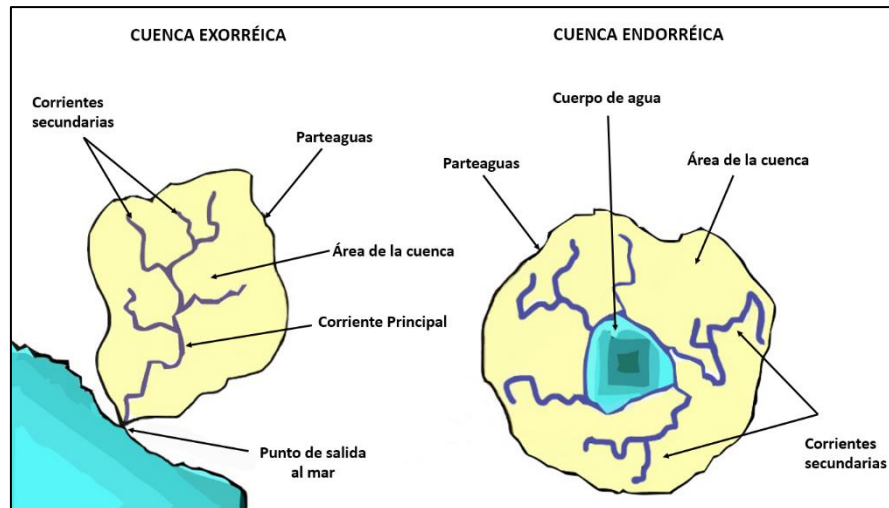 CUENCA EXORRÉICA
Corrientes
secundarias
Parteaguas
Área de la cuenca
Corriente Principal
Punto de salida
al mar
CUENCA ENDORRÉICA
Cuerpo de agua
Parteaguas
Área de la cuenca
Corrientes
secundarias